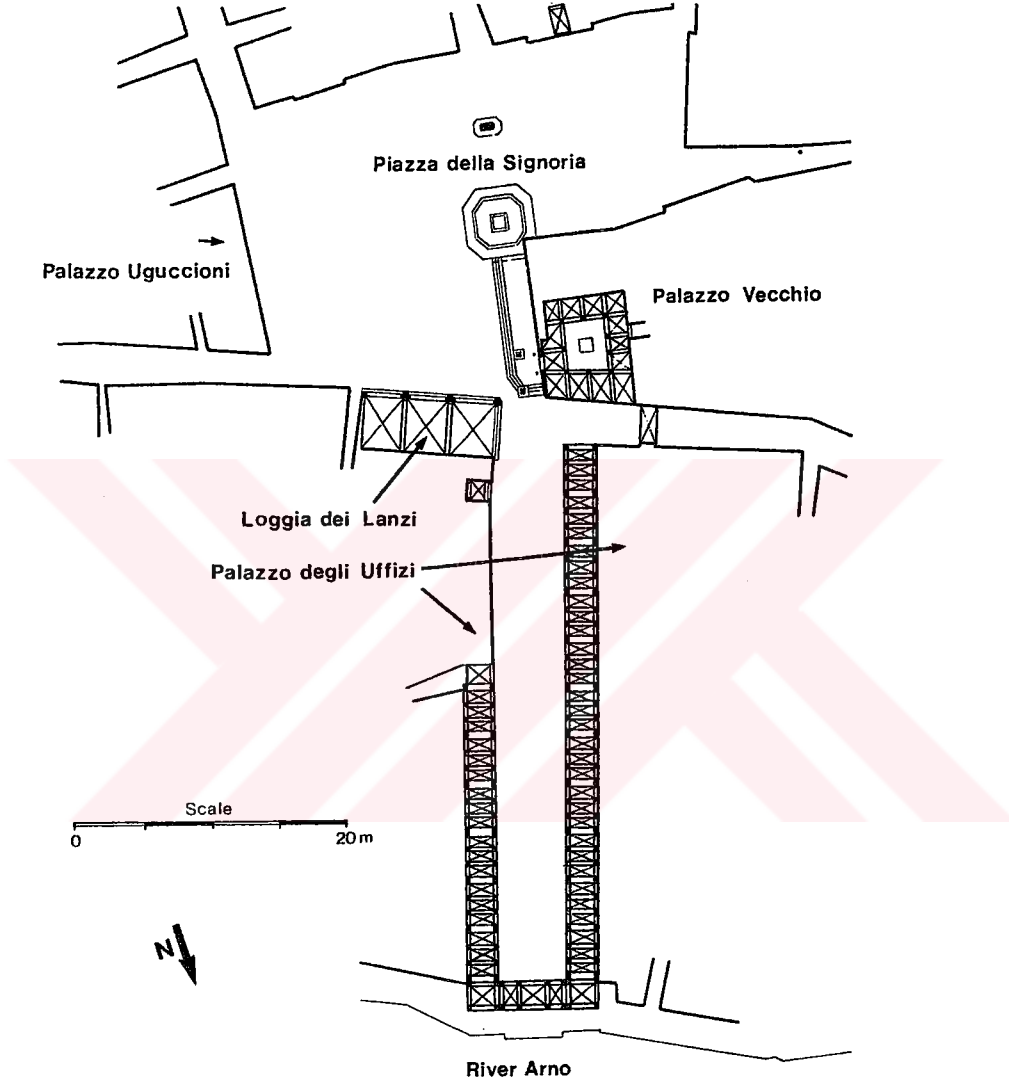 Piazza della Signoria
Palazzo Uguccioni
Palazzo Vecchio
Loggia dei Lanzi
Palazzo degli Uffizi
Scale
0 20 m
N
River Arno